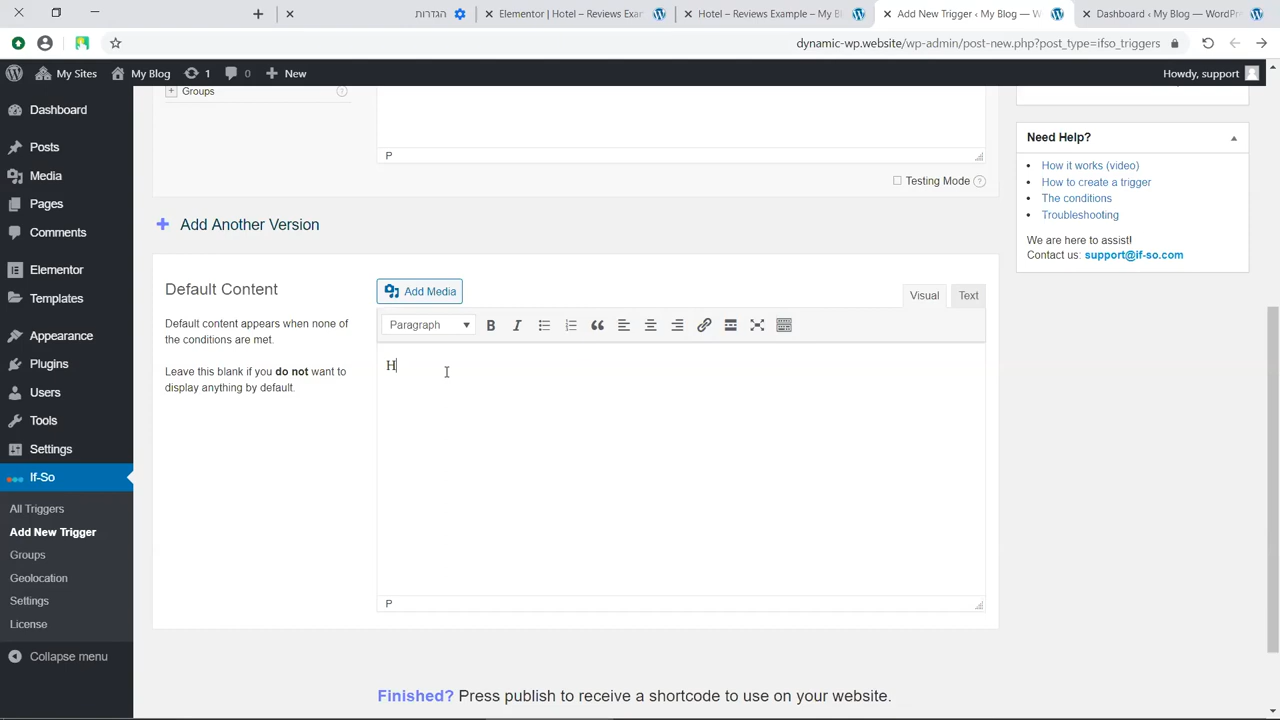 הגדרות
Elementor | Hotel – Reviews Exar
Hotel – Reviews Example – My B
Add New Trigger ‹ My Blog — W
Dashboard ‹ My Blog — WordPr
dynamic-wp.website/wp-admin/post-new.php?post_type=ifso_triggers
My Sites
My Blog
1
0
New
Howdy, support
Dashboard
Posts
Media
Pages
Comments
Elementor
Templates
Appearance
Plugins
Users
Tools
Settings
If-So
All Triggers
Add New Trigger
Groups
Geolocation
Settings
License
Collapse menu
Groups
P
Testing Mode
Add Another Version
Default Content
Default content appears when none of
the conditions are met.
Leave this blank if you do not want to
display anything by default.
Add Media
Visual
Text
Paragraph
H
P
Finished? Press publish to receive a shortcode to use on your website.
Need Help?
How it works (video)
How to create a trigger
The conditions
Troubleshooting
We are here to assist!
Contact us: support@if-so.com